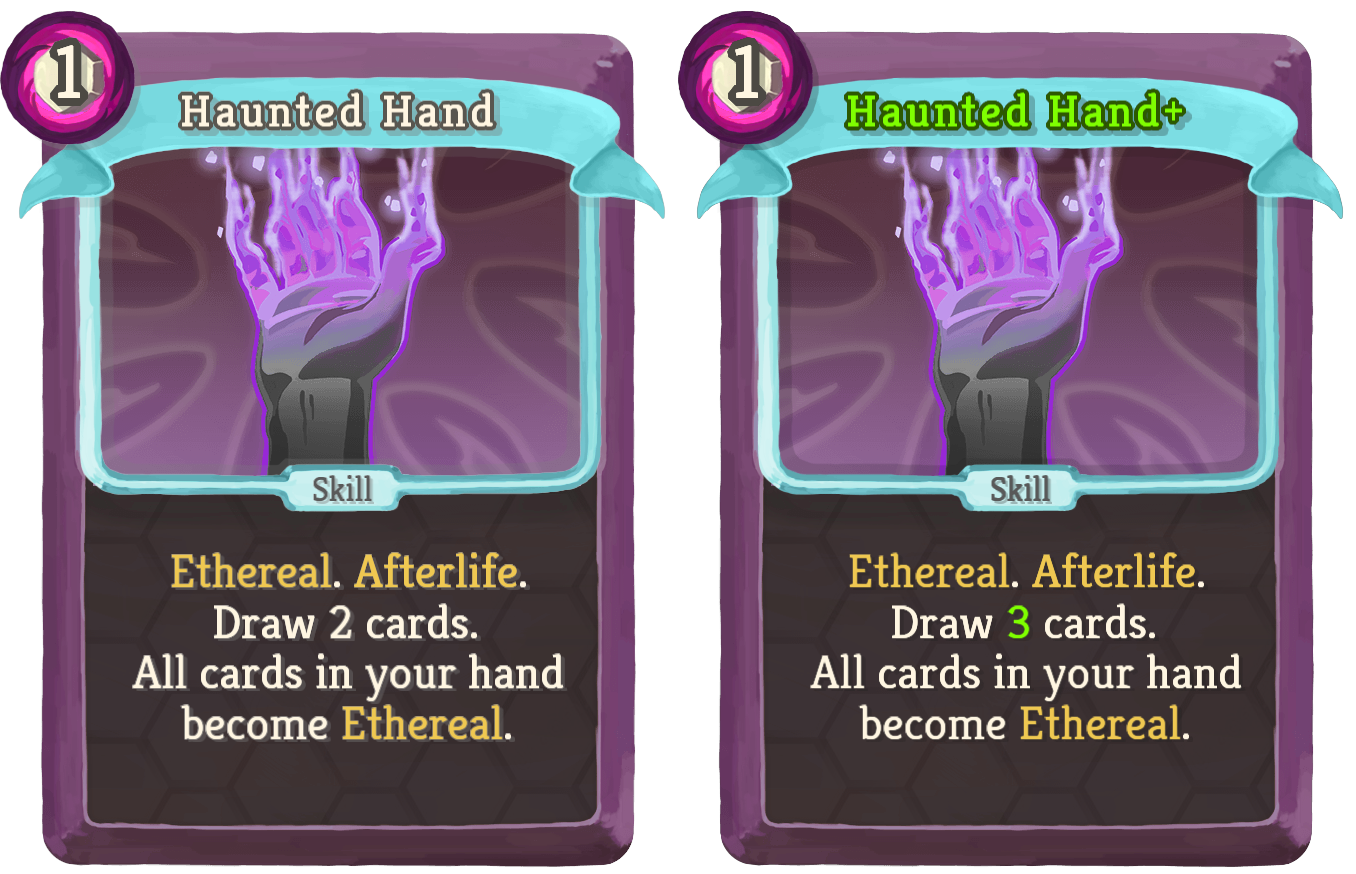 1
Haunted Hand
Skill
Ethereal. Afterlife.
Draw 2 cards.
All cards in your hand
become Ethereal.
1
Haunted Hand+
Skill
Ethereal. Afterlife.
Draw 3 cards.
All cards in your hand
become Ethereal.